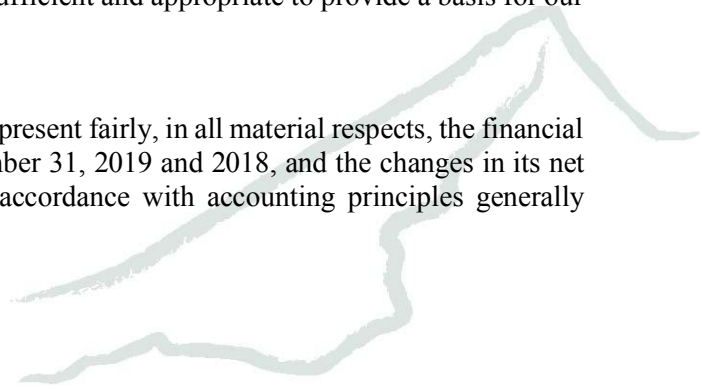 fficient and appropriate to provide a basis for our
present fairly, in all material respects, the financial
ber 31, 2019 and 2018, and the changes in its net
accordance with accounting principles generally